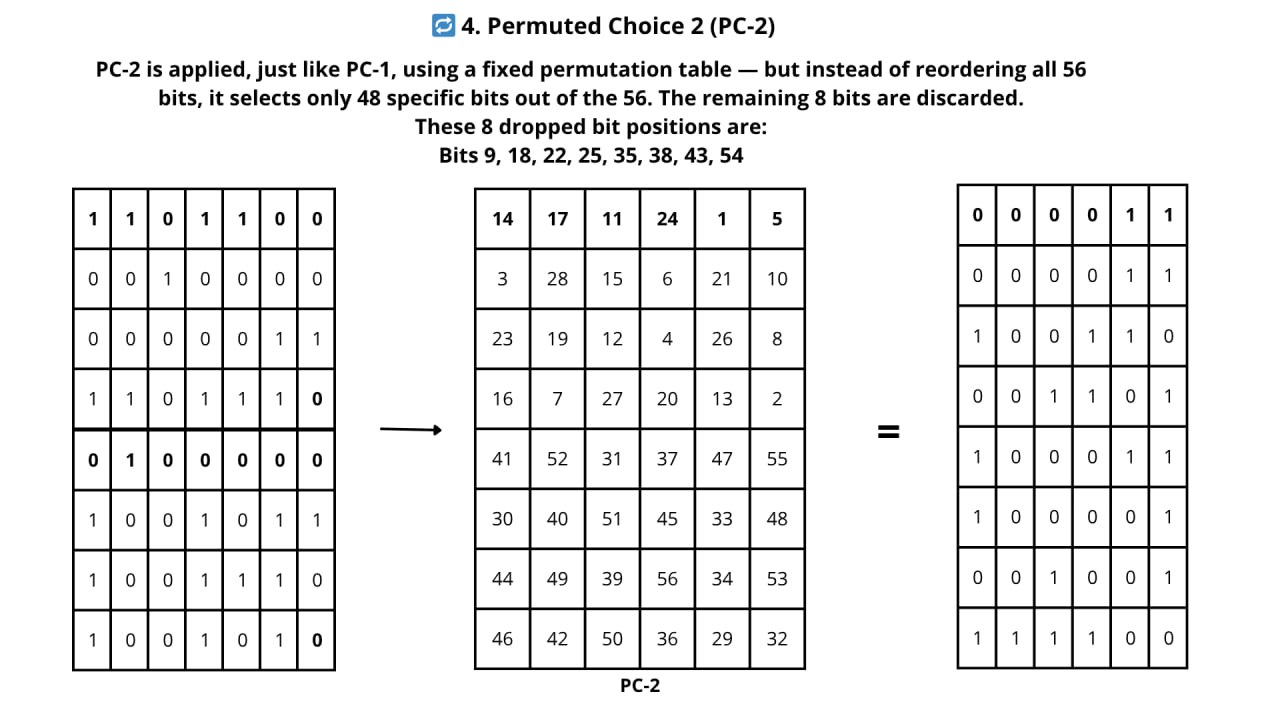 🔁 4. Permuted Choice 2 (PC-2)
PC-2 is applied, just like PC-1, using a fixed permutation table — but instead of reordering all 56
bits, it selects only 48 specific bits out of the 56. The remaining 8 bits are discarded.
These 8 dropped bit positions are:
Bits 9, 18, 22, 25, 35, 38, 43, 54
1 1 0 1 1 0 0
0 0 1 0 0 0 0
0 0 0 0 0 1 1
1 1 0 1 1 1 0
0 1 0 0 0 0 0
1 0 0 1 0 1 1
1 0 0 1 1 1 0
1 0 0 1 0 1 0
14 17 11 24 1 5
3 28 15 6 21 10
23 19 12 4 26 8
16 7 27 20 13 2
41 52 31 37 47 55
30 40 51 45 33 48
44 49 39 56 34 53
46 42 50 36 29 32
PC-2
=
0 0 0 0 1 1
0 0 0 0 1 1
1 0 0 1 1 0
0 0 1 1 0 1
1 0 0 0 1 1
1 0 0 0 0 1
0 0 1 0 0 1
1 1 1 1 0 0